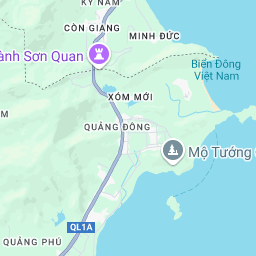 KỲ NAM
CÒN GIANG
MINH ĐỨC
ành Sơn Quan
Biển Đông
Việt Nam
XÓM MỚI
QUẢNG ĐÔNG
Mộ Tướng
QL1A
QUẢNG PHÚ